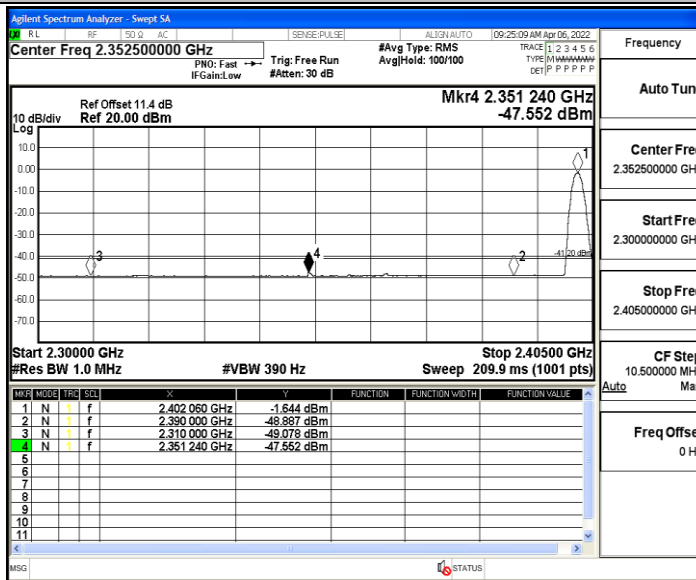 Agilent Spectrum Analyzer - Swept SA
LXI RL RF 50 Ω AC SENSE:PULSE ALIGN AUTO 09:25:09 AM Apr 06, 2022
Center Freq 2.352500000 GHz
PNO: Fast
IFGain:Low
Trig: Free Run
#Atten: 30 dB
#Avg Type: RMS
Avg|Hold: 100/100
TRACE 1 2 3 4 5 6
TYPE M W W W W W
DET P P P P P P
Ref Offset 11.4 dB
10 dB/div Ref 20.00 dBm
Log
Mkr4 2.351 240 GHz
-47.552 dBm
10.0
0.00
-10.0
-20.0
-30.0
-40.0
-50.0
-60.0
-70.0
1
2
3
4
-41.20 dBm
Start 2.30000 GHz Stop 2.40500 GHz
#Res BW 1.0 MHz #VBW 390 Hz Sweep 209.9 ms (1001 pts)
MKR MODE TRC SCL X Y FUNCTION FUNCTION WIDTH FUNCTION VALUE
1 N 1 f 2.402 060 GHz -1.644 dBm
2 N 1 f 2.390 000 GHz -48.887 dBm
3 N 1 f 2.310 000 GHz -49.078 dBm
4 N 1 f 2.351 240 GHz -47.552 dBm
5
6
7
8
9
10
11
MSG STATUS
Frequency
Auto Tun
Center Fre
2.352500000 GH
Start Fre
2.300000000 GH
Stop Fre
2.405000000 GH
CF Step
10.500000 MH
Auto Ma
Freq Offse
0 H